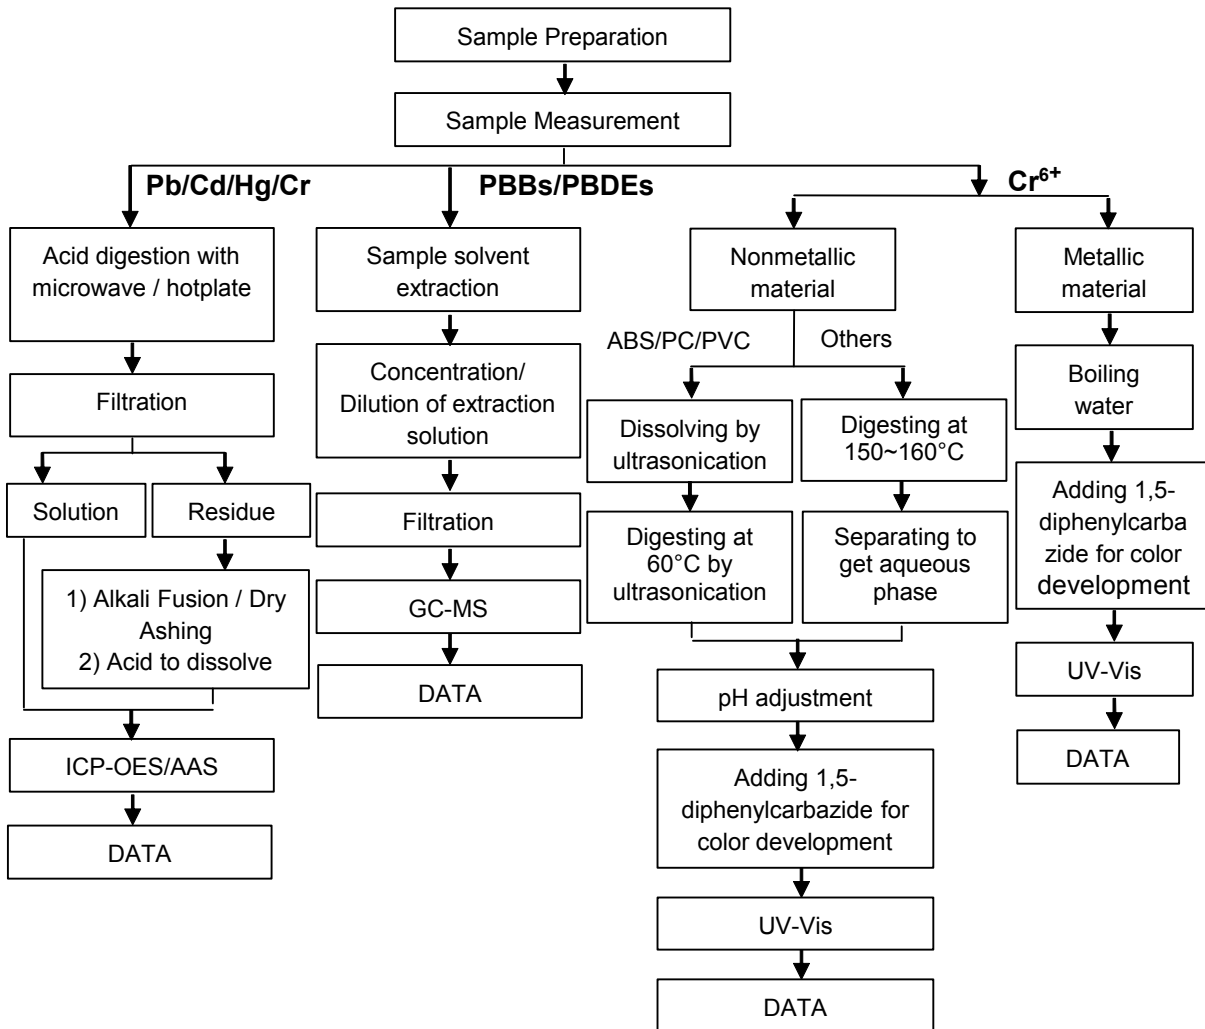 Sample Preparation
Sample Measurement
Pb/Cd/Hg/Cr
PBBs/PBDEs
Cr⁶⁺
Acid digestion with
microwave / hotplate
Filtration
Solution
Residue
1) Alkali Fusion / Dry
Ashing
2) Acid to dissolve
ICP-OES/AAS
DATA
Sample solvent
extraction
Concentration/
Dilution of extraction
solution
Filtration
GC-MS
DATA
Nonmetallic
material
ABS/PC/PVC
Others
Dissolving by
ultrasonication
Digesting at
60°C by
ultrasonication
Digesting at
150~160°C
Separating to
get aqueous
phase
pH adjustment
Adding 1,5-
diphenylcarbazide for
color development
UV-Vis
DATA
Metallic
material
Boiling
water
Adding 1,5-
diphenylcarba
zide for color
development
UV-Vis
DATA